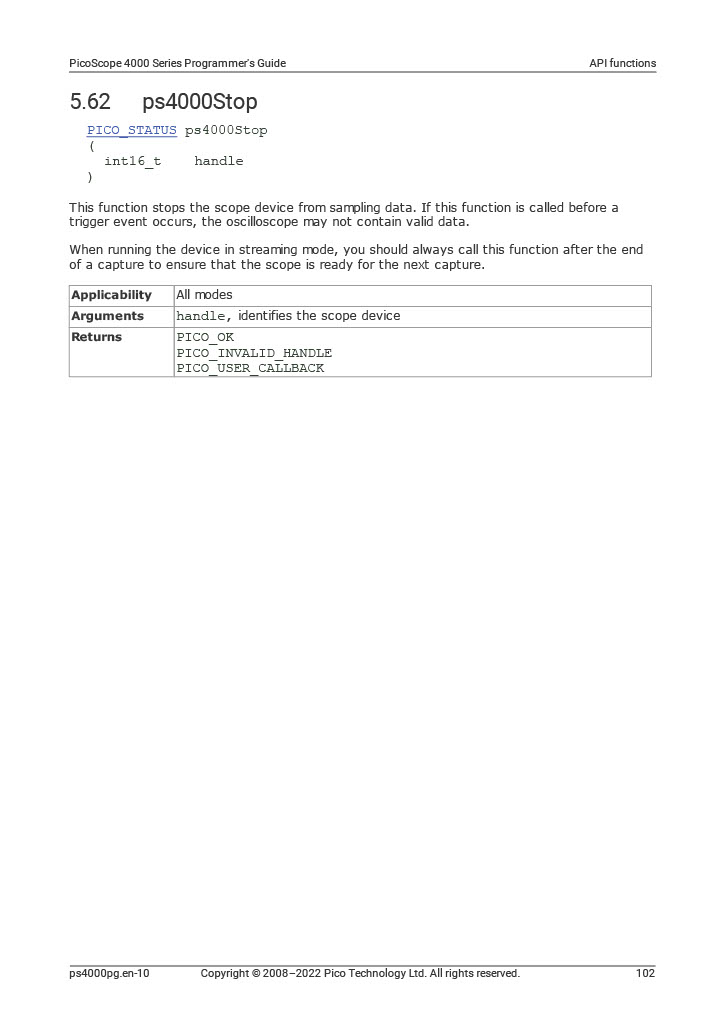 PicoScope 4000 Series Programmer's Guide API functions
5.62 ps4000Stop
PICO_STATUS ps4000Stop
(
int16_t handle
)
This function stops the scope device from sampling data. If this function is called before a
trigger event occurs, the oscilloscope may not contain valid data.
When running the device in streaming mode, you should always call this function after the end
of a capture to ensure that the scope is ready for the next capture.
Applicability All modes
Arguments handle, identifies the scope device
Returns PICO_OK
PICO_INVALID_HANDLE
PICO_USER_CALLBACK
ps4000pg.en-10 Copyright © 2008–2022 Pico Technology Ltd. All rights reserved. 102